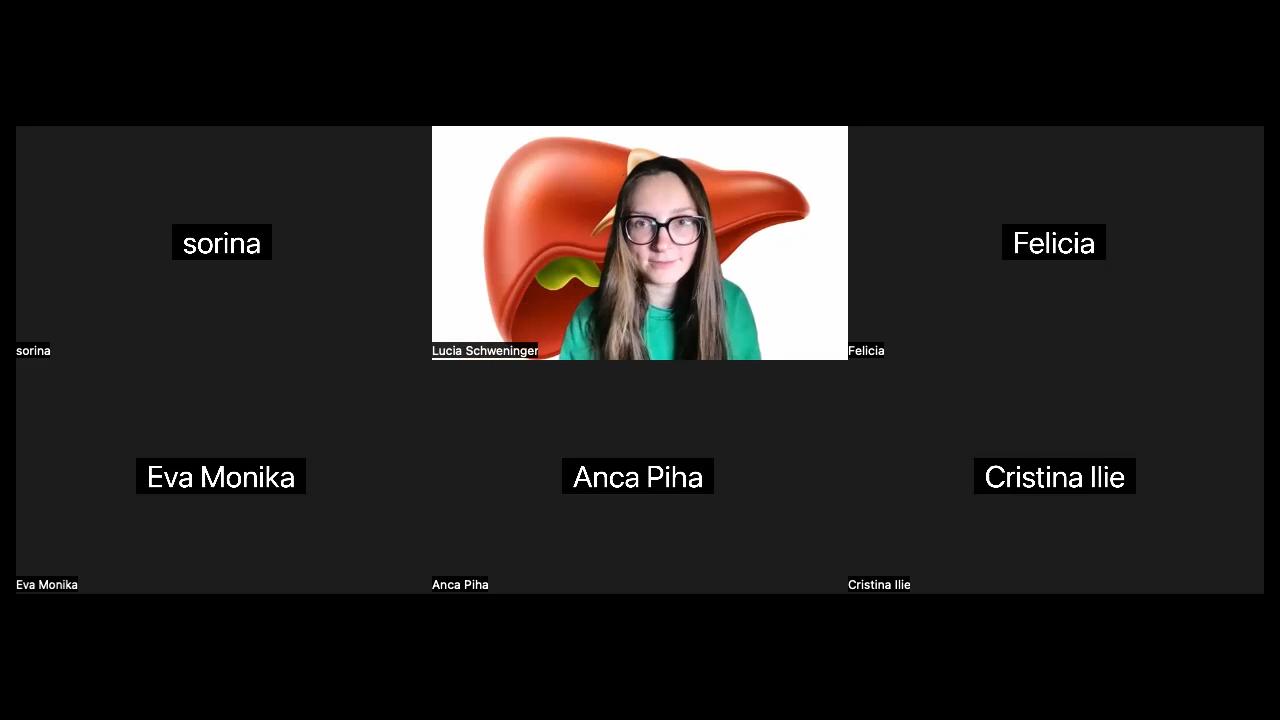 sorina
sorina
Lucia Schweninger
Felicia
Felicia
Eva Monika
Eva Monika
Anca Piha
Anca Piha
Cristina Ilie
Cristina Ilie